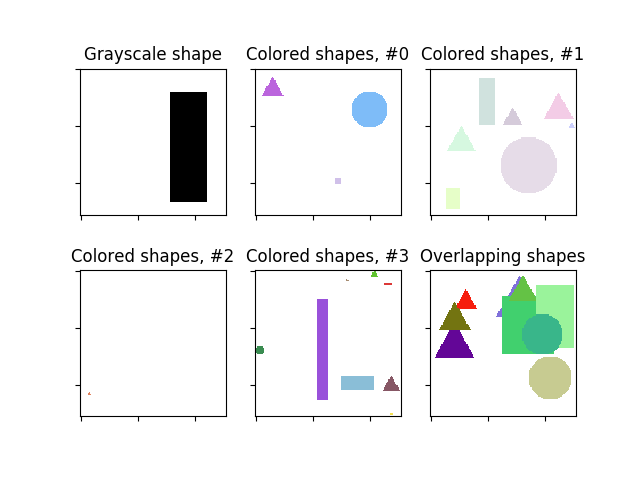 Grayscale shape
Colored shapes, #0
Colored shapes, #1
Colored shapes, #2
Colored shapes, #3
Overlapping shapes